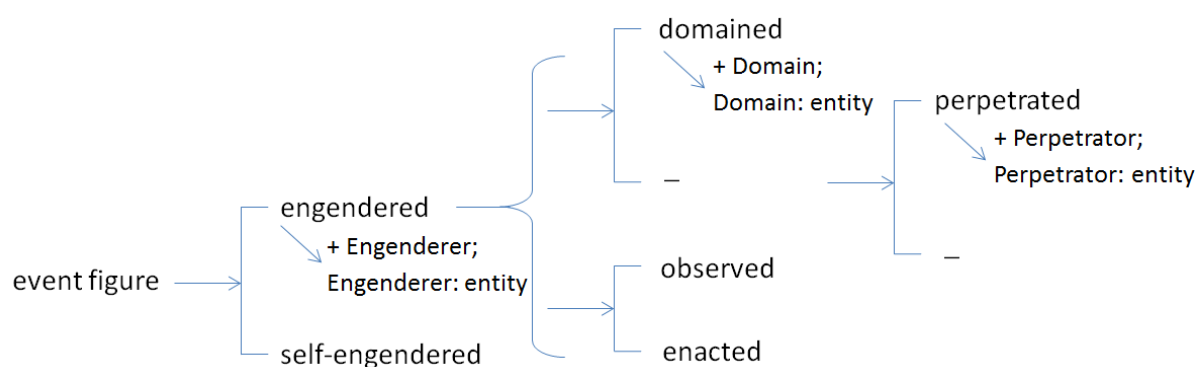 domained
+ Domain;
Domain: entity
perpetrated
+ Perpetrator;
Perpetrator: entity
–
–
engendered
+ Engenderer;
Engenderer: entity
event figure
self-engendered
observed
enacted